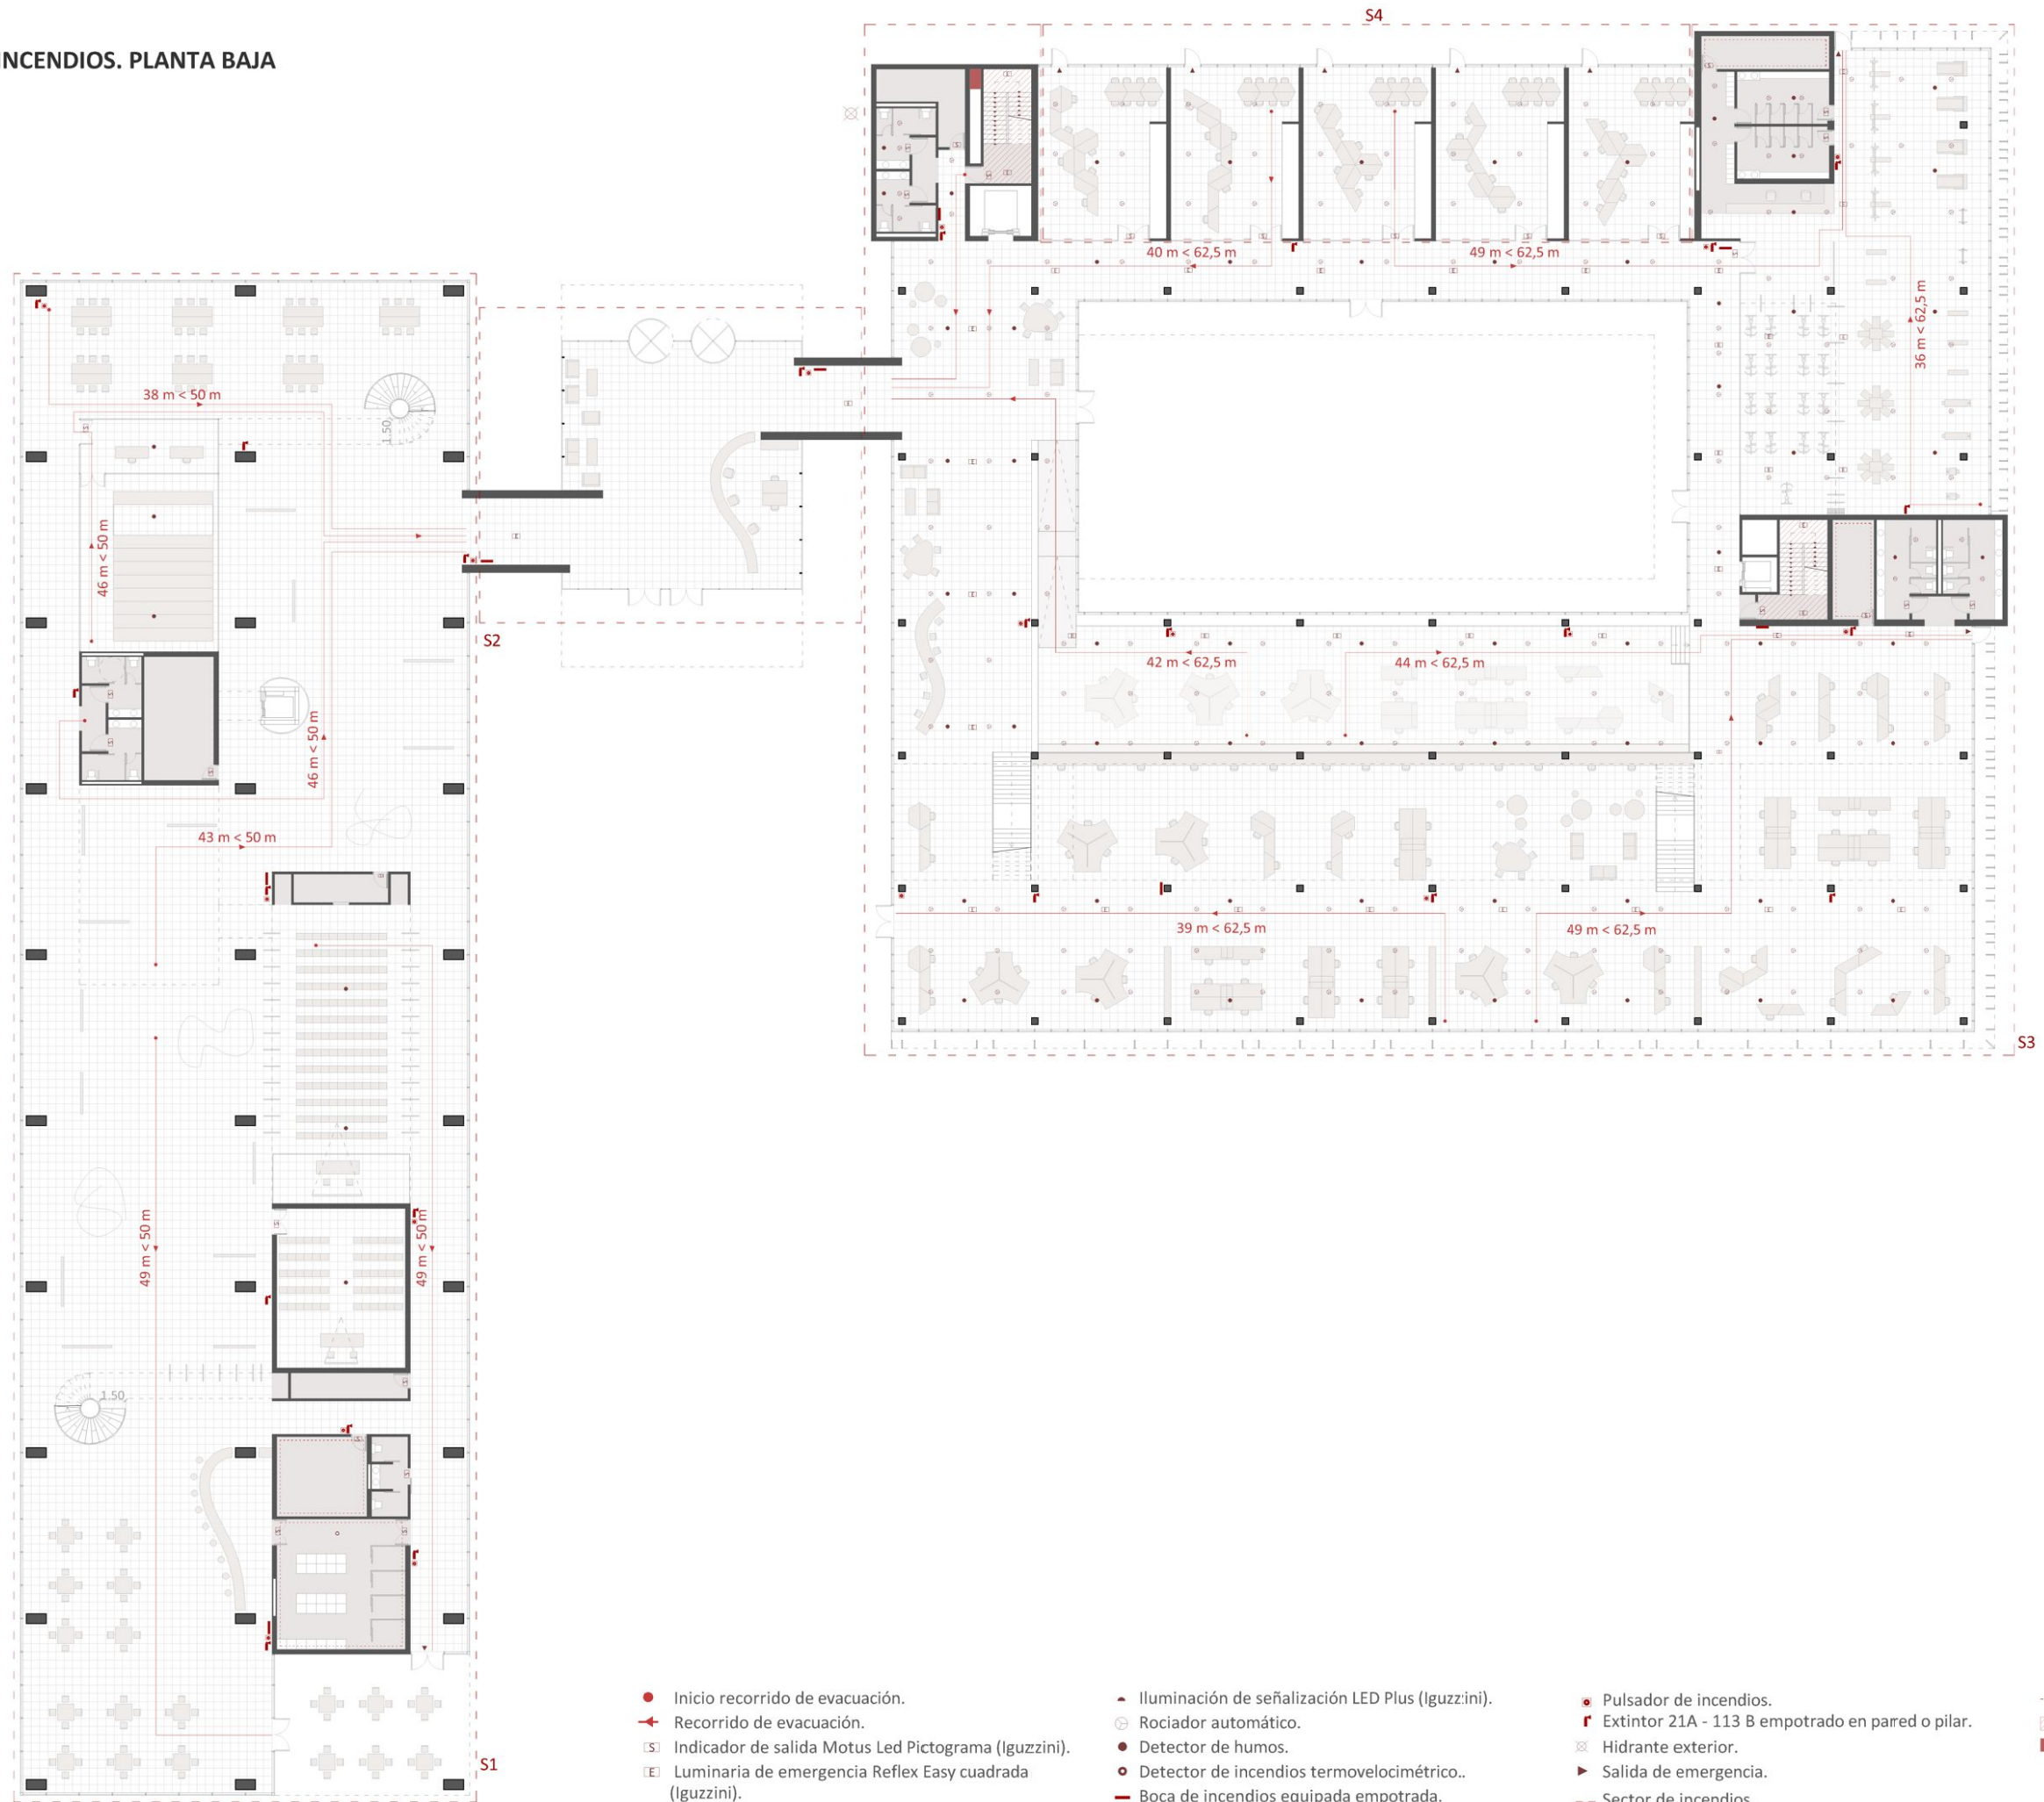 INCENDIOS. PLANTA BAJA
S4
40 m < 62,5 m
49 m < 62,5 m
36 m < 62,5 m
38 m < 50 m
1.50
46 m < 50 m
S2
42 m < 62,5 m
44 m < 62,5 m
46 m < 50 m
43 m < 50 m
39 m < 62,5 m
49 m < 62,5 m
S3
49 m < 50 m
49 m < 50 m
1.50
S1
Inicio recorrido de evacuación.
Recorrido de evacuación.
S Indicador de salida Motus Led Pictograma (Iguzzini).
E Luminaria de emergencia Reflex Easy cuadrada
(Iguzzini).
Iluminación de señalización LED Plus (Iguzzini).
Rociador automático.
Detector de humos.
Detector de incendios termovelocimétrico..
Boca de incendios equipada empotrada.
Pulsador de incendios.
Extintor 21A - 113 B empotrado en pared o pilar.
Hidrante exterior.
Salida de emergencia.
Sector de incendios